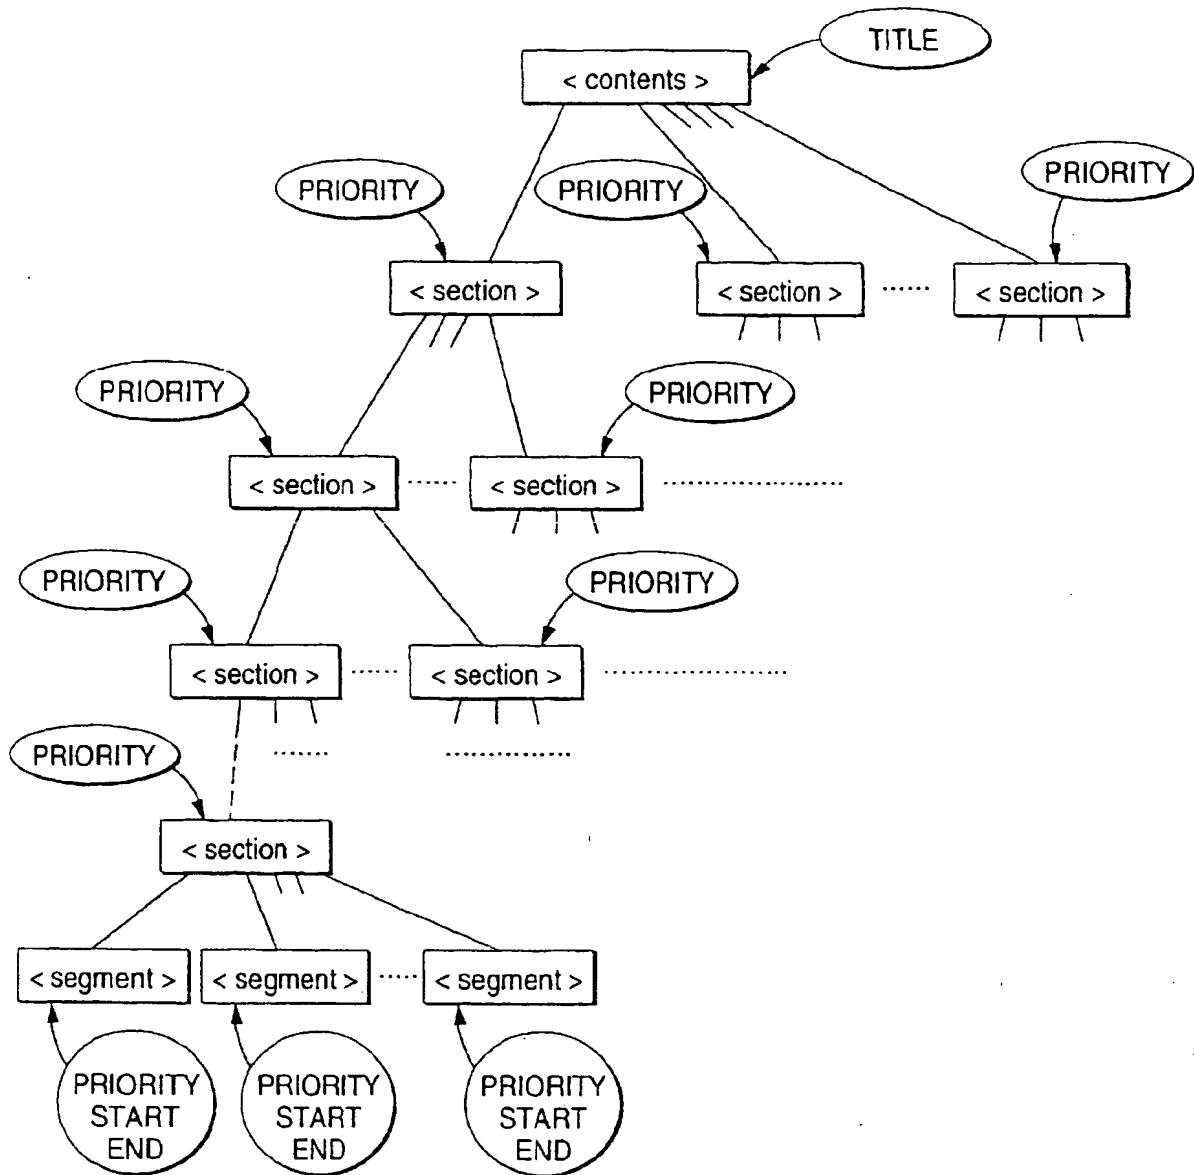 TITLE
< contents >
PRIORITY
PRIORITY
PRIORITY
< section >
< section >
< section >
PRIORITY
PRIORITY
< section >
< section >
PRIORITY
PRIORITY
< section >
< section >
PRIORITY
< section >
< segment >
< segment >
< segment >
PRIORITY
START
END
PRIORITY
START
END
PRIORITY
START
END